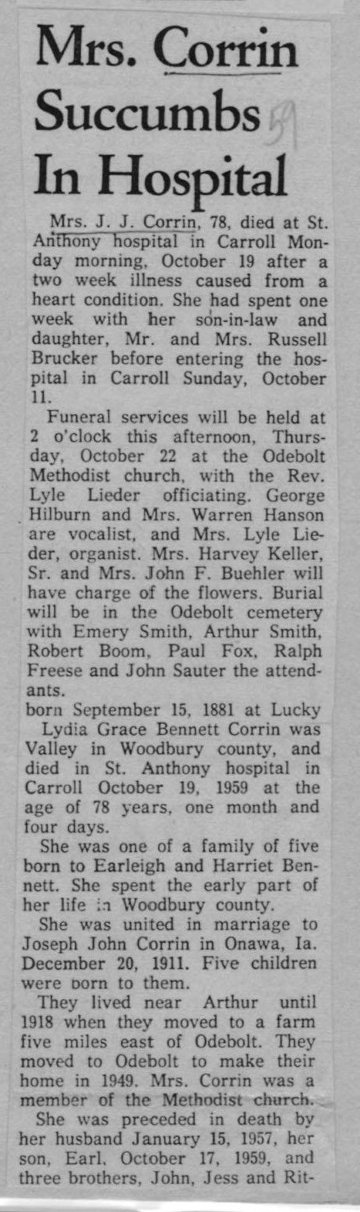 Mrs. Corrin
Succumbs 59
In Hospital
Mrs. J. J. Corrin, 78, died at St.
Anthony hospital in Carroll Mon-
day morning, October 19 after a
two week illness caused from a
heart condition. She had spent one
week with her son-in-law and
daughter, Mr. and Mrs. Russell
Brucker before entering the hos-
pital in Carroll Sunday, October
11.
Funeral services will be held at
2 o'clock this afternoon, Thurs-
day, October 22 at the Odebolt
Methodist church, with the Rev.
Lyle Lieder officiating. George
Hilburn and Mrs. Warren Hanson
are vocalist, and Mrs. Lyle Lie-
der, organist. Mrs. Harvey Keller,
Sr. and Mrs. John F. Buehler will
have charge of the flowers. Burial
will be in the Odebolt cemetery
with Emery Smith, Arthur Smith,
Robert Boom, Paul Fox, Ralph
Freese and John Sauter the attend-
ants.
born September 15, 1881 at Lucky
Lydia Grace Bennett Corrin was
Valley in Woodbury county, and
died in St. Anthony hospital in
Carroll October 19, 1959 at the
age of 78 years, one month and
four days.
She was one of a family of five
born to Earleigh and Harriet Ben-
nett. She spent the early part of
her life in Woodbury county.
She was united in marriage to
Joseph John Corrin in Onawa, Ia.
December 20, 1911. Five children
were born to them.
They lived near Arthur until
1918 when they moved to a farm
five miles east of Odebolt. They
moved to Odebolt to make their
home in 1949. Mrs. Corrin was a
member of the Methodist church.
She was preceded in death by
her husband January 15, 1957, her
son, Earl, October 17, 1959, and
three brothers, John, Jess and Rit-